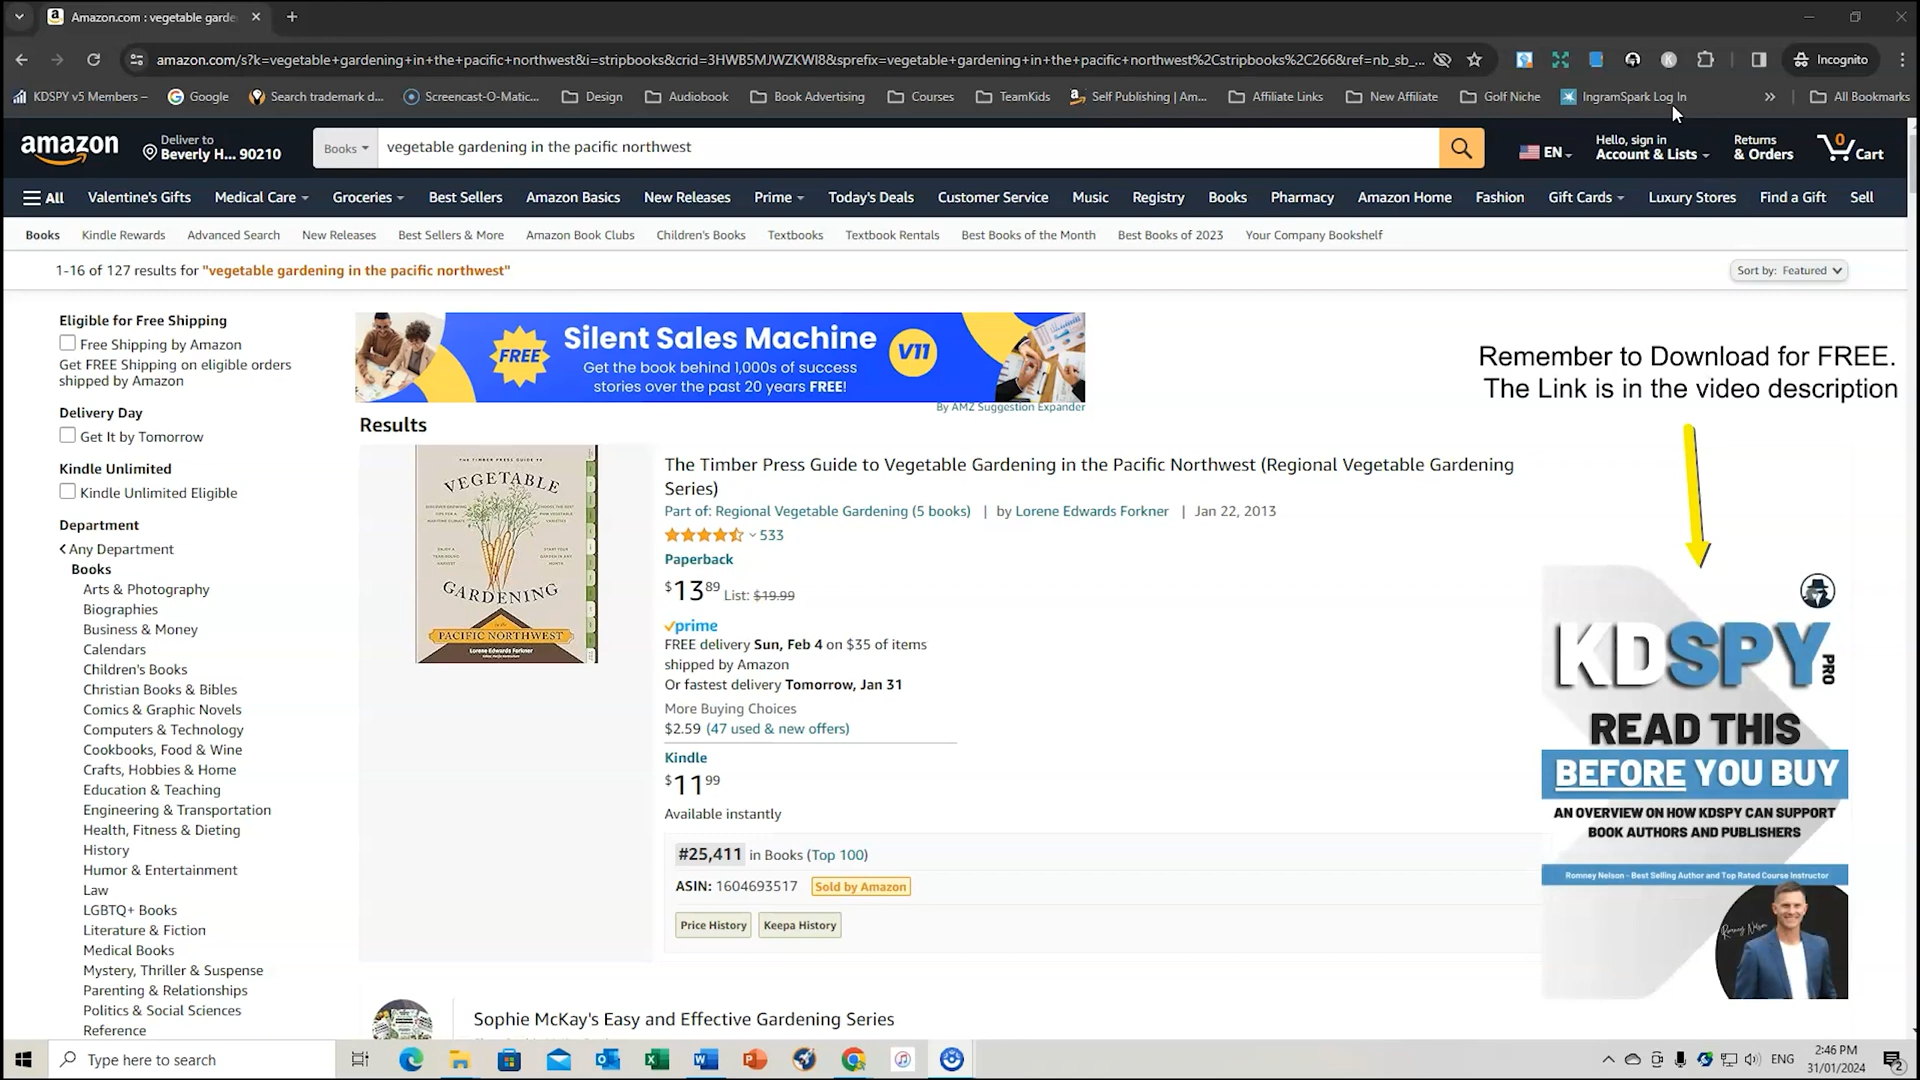 Amazon.com : vegetable garde
amazon.com/s?k=vegetable+gardening+in+the+pacific+northwest&i=stripbooks&crid=3HWB5MJWZKWI8&sprefix=vegetable+gardening+in+the+pacific+northwest%2Cstripbooks%2C266&ref=nb_sb_...
Incognito
KDSPY v5 Members –
Google
Search trademark d...
Screencast-O-Matic...
Design
Audiobook
Book Advertising
Courses
TeamKids
Self Publishing | Am...
Affiliate Links
New Affiliate
Golf Niche
IngramSpark Log In
All Bookmarks
amazon
Deliver to
Beverly H... 90210
Books
vegetable gardening in the pacific northwest
EN
Hello, sign in
Account & Lists
Returns
& Orders
0
Cart
All
Valentine's Gifts
Medical Care
Groceries
Best Sellers
Amazon Basics
New Releases
Prime
Today's Deals
Customer Service
Music
Registry
Books
Pharmacy
Amazon Home
Fashion
Gift Cards
Luxury Stores
Find a Gift
Sell
Books
Kindle Rewards
Advanced Search
New Releases
Best Sellers & More
Amazon Book Clubs
Children's Books
Textbooks
Textbook Rentals
Best Books of the Month
Best Books of 2023
Your Company Bookshelf
1-16 of 127 results for "vegetable gardening in the pacific northwest"
Sort by: Featured
Eligible for Free Shipping
Free Shipping by Amazon
Get FREE Shipping on eligible orders
shipped by Amazon
Delivery Day
Get It by Tomorrow
Kindle Unlimited
Kindle Unlimited Eligible
Department
Any Department
Books
Arts & Photography
Biographies
Business & Money
Calendars
Children's Books
Christian Books & Bibles
Comics & Graphic Novels
Computers & Technology
Cookbooks, Food & Wine
Crafts, Hobbies & Home
Education & Teaching
Engineering & Transportation
Health, Fitness & Dieting
History
Humor & Entertainment
Law
LGBTQ+ Books
Literature & Fiction
Medical Books
Mystery, Thriller & Suspense
Parenting & Relationships
Politics & Social Sciences
Reference
FREE
Silent Sales Machine
Get the book behind 1,000s of success
stories over the past 20 years FREE!
V11
By AMZ Suggestion Expander
Results
THE TIMBER PRESS GUIDE TO
VEGETABLE
GARDENING
in the
PACIFIC NORTHWEST
Lorene Edwards Forkner
The Timber Press Guide to Vegetable Gardening in the Pacific Northwest (Regional Vegetable Gardening
Series)
Part of: Regional Vegetable Gardening (5 books) | by Lorene Edwards Forkner | Jan 22, 2013
533
Paperback
$13 89 List: $19.99
prime
FREE delivery Sun, Feb 4 on $35 of items
shipped by Amazon
Or fastest delivery Tomorrow, Jan 31
More Buying Choices
$2.59 (47 used & new offers)
Kindle
$11 99
Available instantly
#25,411 in Books (Top 100)
ASIN: 1604693517 Sold by Amazon
Price History
Keepa History
Sophie McKay's Easy and Effective Gardening Series
Remember to Download for FREE.
The Link is in the video description
KDSPY PRO
READ THIS
BEFORE YOU BUY
AN OVERVIEW ON HOW KDSPY CAN SUPPORT
BOOK AUTHORS AND PUBLISHERS
Romney Nelson - Best Selling Author and Top Rated Course Instructor
Romney Nelson
Type here to search
ENG
2:46 PM
31/01/2024
2